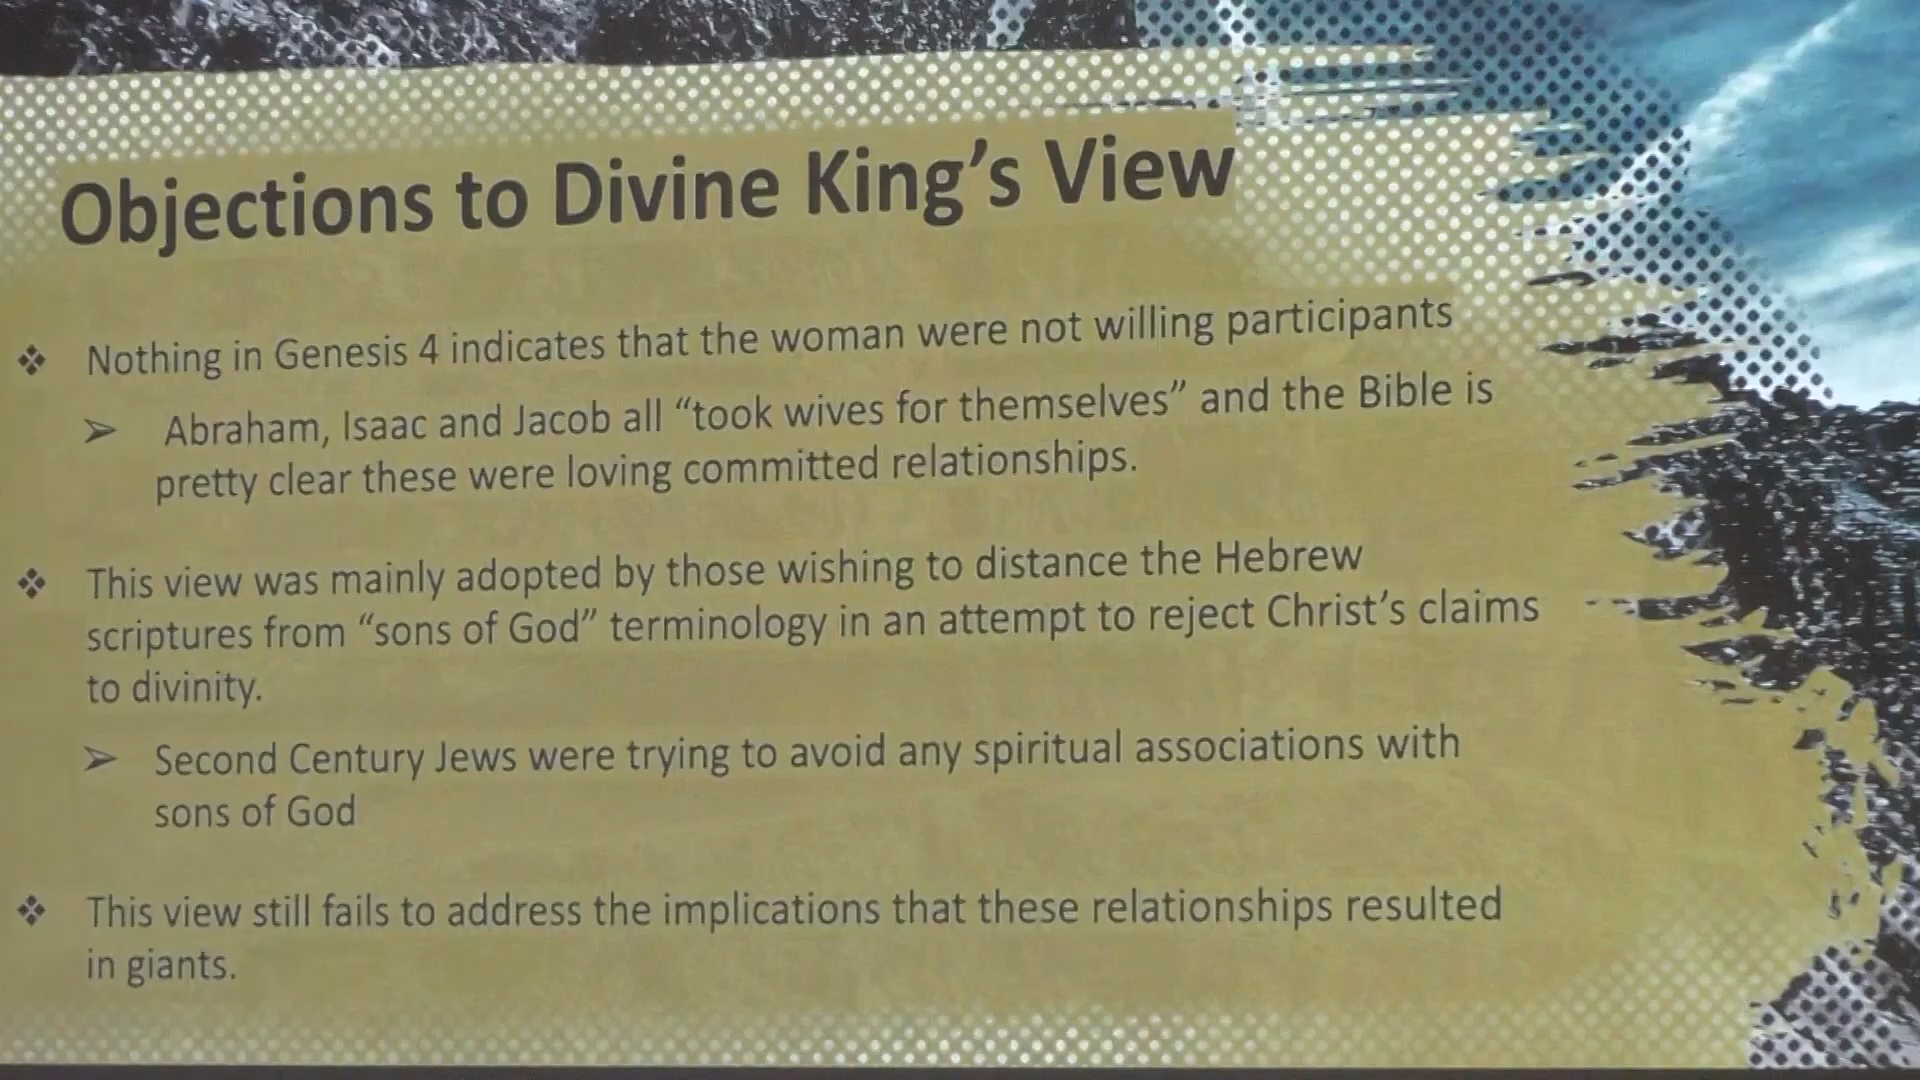 Objections to Divine King’s View
❖ Nothing in Genesis 4 indicates that the woman were not willing participants
➢ Abraham, Isaac and Jacob all “took wives for themselves” and the Bible is
pretty clear these were loving committed relationships.
❖ This view was mainly adopted by those wishing to distance the Hebrew
scriptures from “sons of God” terminology in an attempt to reject Christ’s claims
to divinity.
➢ Second Century Jews were trying to avoid any spiritual associations with
sons of God
❖ This view still fails to address the implications that these relationships resulted
in giants.